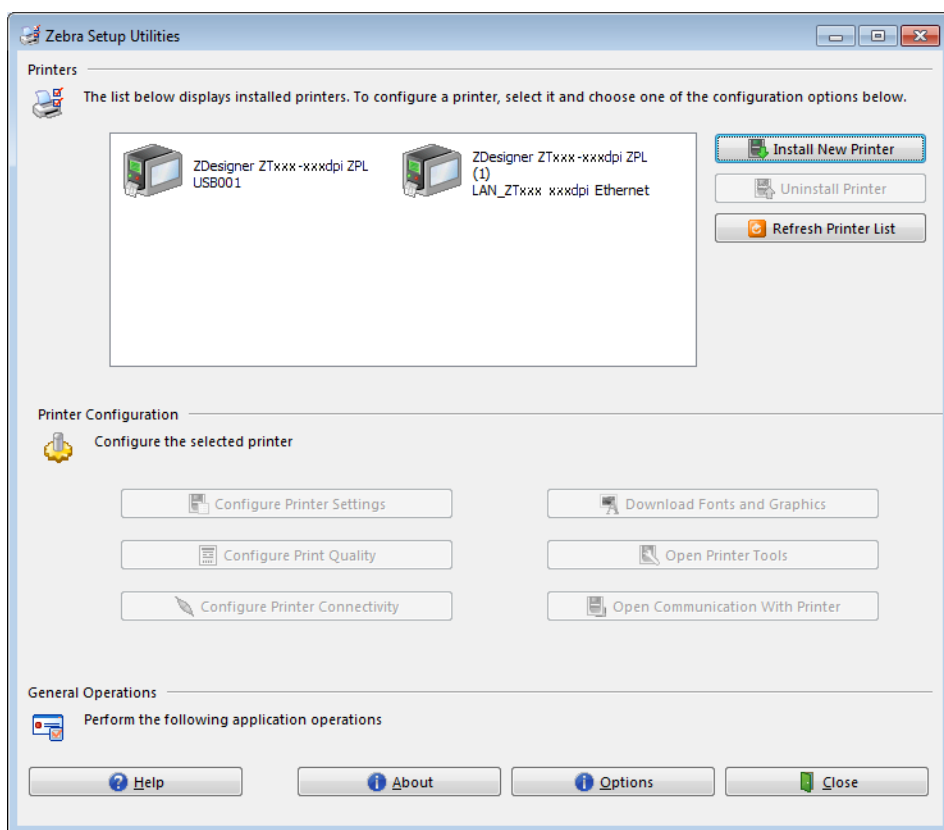 Zebra Setup Utilities
Printers
The list below displays installed printers. To configure a printer, select it and choose one of the configuration options below.
ZDesigner ZTxxx-xxxdpi ZPL
USB001
ZDesigner ZTxxx-xxxdpi ZPL
(1)
LAN_ZTxxx xxxdpi Ethernet
Install New Printer
Uninstall Printer
Refresh Printer List
Printer Configuration
Configure the selected printer
Configure Printer Settings
Download Fonts and Graphics
Configure Print Quality
Open Printer Tools
Configure Printer Connectivity
Open Communication With Printer
General Operations
Perform the following application operations
Help
About
Options
Close